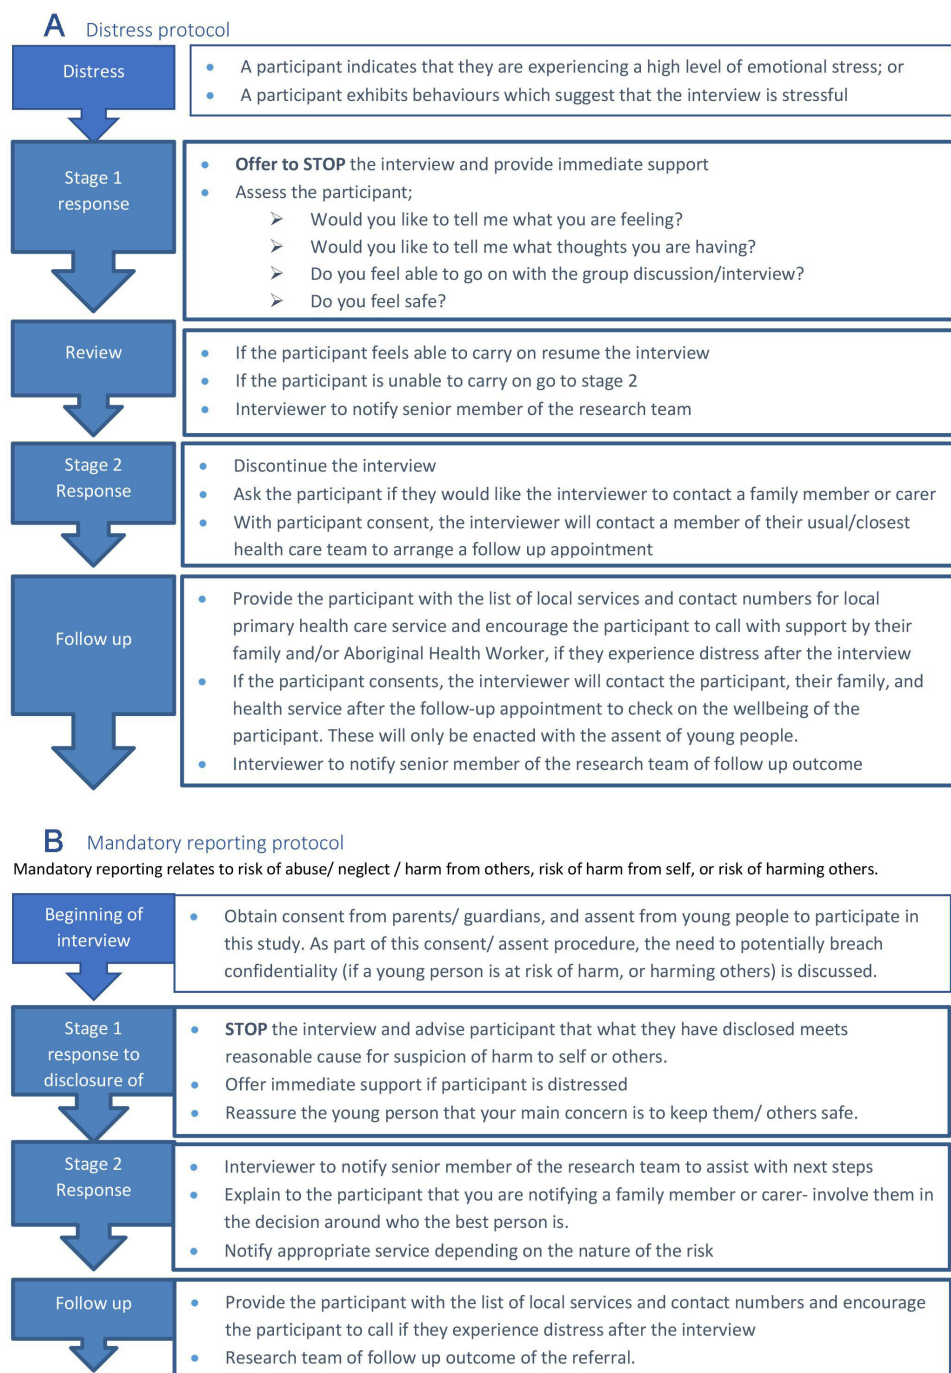 A Distress protocol
Distress
• A participant indicates that they are experiencing a high level of emotional stress; or
• A participant exhibits behaviours which suggest that the interview is stressful
Stage 1
response
• Offer to STOP the interview and provide immediate support
• Assess the participant;
➢ Would you like to tell me what you are feeling?
➢ Would you like to tell me what thoughts you are having?
➢ Do you feel able to go on with the group discussion/interview?
➢ Do you feel safe?
Review
• If the participant feels able to carry on resume the interview
• If the participant is unable to carry on go to stage 2
• Interviewer to notify senior member of the research team
Stage 2
Response
• Discontinue the interview
• Ask the participant if they would like the interviewer to contact a family member or carer
• With participant consent, the interviewer will contact a member of their usual/closest
health care team to arrange a follow up appointment
Follow up
• Provide the participant with the list of local services and contact numbers for local
primary health care service and encourage the participant to call with support by their
family and/or Aboriginal Health Worker, if they experience distress after the interview
• If the participant consents, the interviewer will contact the participant, their family, and
health service after the follow-up appointment to check on the wellbeing of the
participant. These will only be enacted with the assent of young people.
• Interviewer to notify senior member of the research team of follow up outcome
B Mandatory reporting protocol
Mandatory reporting relates to risk of abuse/ neglect / harm from others, risk of harm from self, or risk of harming others.
Beginning of
interview
• Obtain consent from parents/ guardians, and assent from young people to participate in
this study. As part of this consent/ assent procedure, the need to potentially breach
confidentiality (if a young person is at risk of harm, or harming others) is discussed.
Stage 1
response to
disclosure of
• STOP the interview and advise participant that what they have disclosed meets
reasonable cause for suspicion of harm to self or others.
• Offer immediate support if participant is distressed
• Reassure the young person that your main concern is to keep them/ others safe.
Stage 2
Response
• Interviewer to notify senior member of the research team to assist with next steps
• Explain to the participant that you are notifying a family member or carer- involve them in
the decision around who the best person is.
• Notify appropriate service depending on the nature of the risk
Follow up
• Provide the participant with the list of local services and contact numbers and encourage
the participant to call if they experience distress after the interview
• Research team of follow up outcome of the referral.